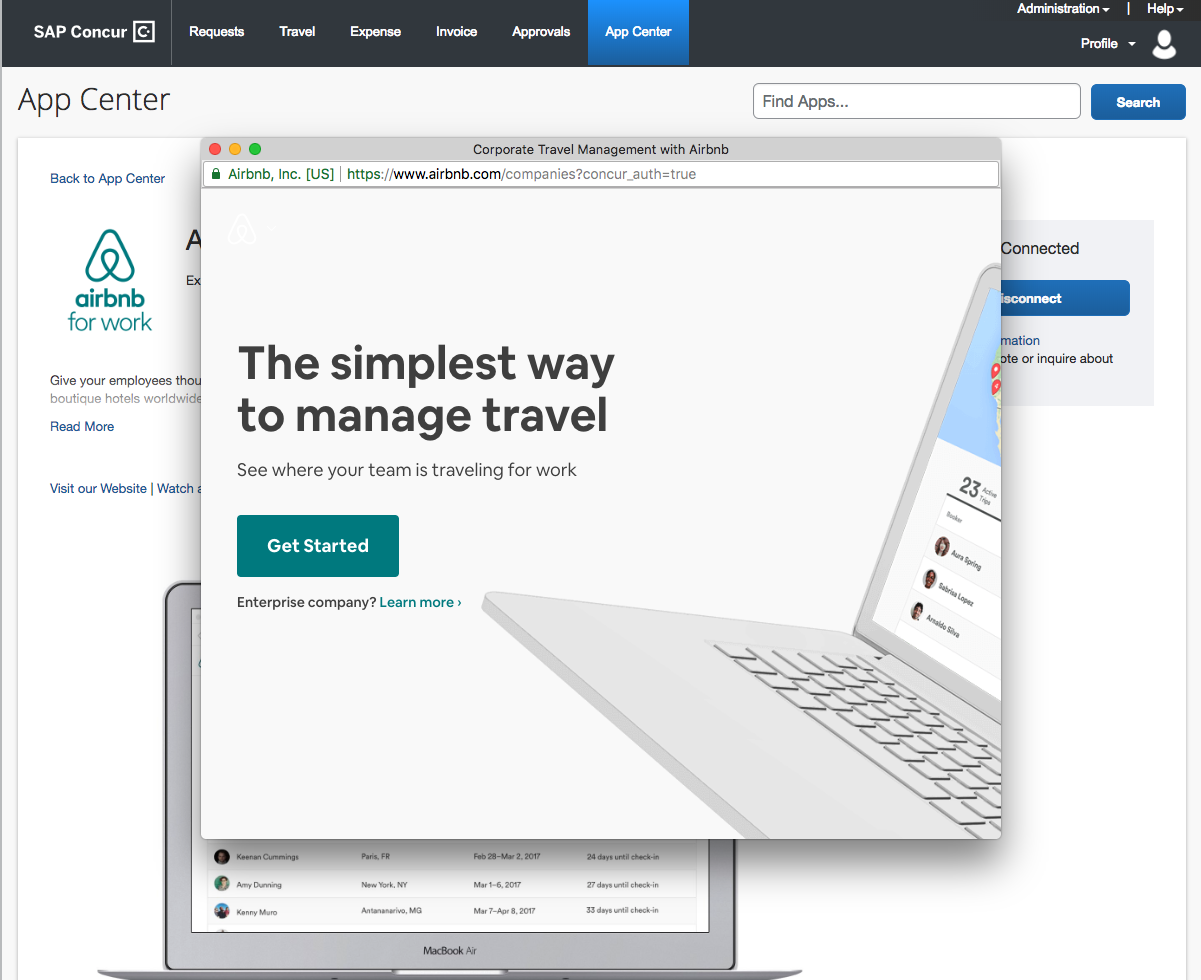 Administration
|
Help
SAP Concur C
Requests
Travel
Expense
Invoice
Approvals
App Center
Profile
App Center
Find Apps...
Search
Corporate Travel Management with Airbnb
Airbnb, Inc. [US] | https://www.airbnb.com/companies?concur_auth=true
Back to App Center
A
Ex
airbnb
for work
Connected
isconnect
mation
ote or inquire about
Give your employees thou
boutique hotels worldwide
Read More
Visit our Website | Watch a
The simplest way
to manage travel
See where your team is traveling for work
Get Started
Enterprise company? Learn more ›
23 Active
Trips
Booker
Aura Spring
Sabrisa Lopez
Arnaldo Silva
Keenan Cummings Paris, FR Feb 28–Mar 2, 2017 24 days until check-in
Amy Dunning New York, NY Mar 1–6, 2017 27 days until check-in
Kenny Muro Antananarivo, MG Mar 7–Apr 8, 2017 33 days until check-in
MacBook Air